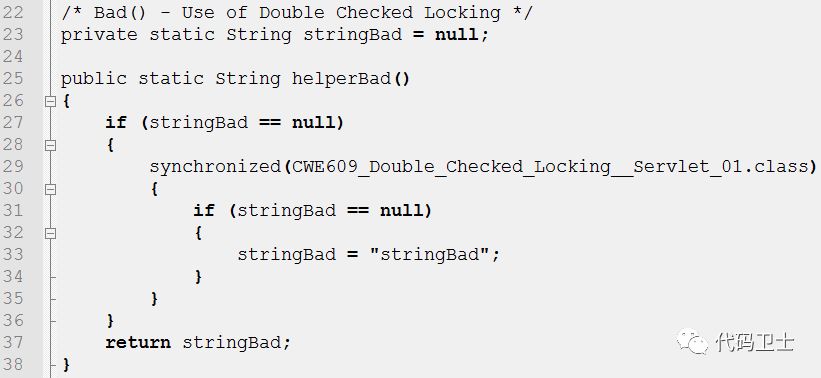 22 /* Bad() - Use of Double Checked Locking */
23 private static String stringBad = null;
24
25 public static String helperBad()
26 {
27     if (stringBad == null)
28     {
29         synchronized(CWE609_Double_Checked_Locking__Servlet_01.class)
30         {
31             if (stringBad == null)
32             {
33                 stringBad = "stringBad";
34             }
35         }
36     }
37     return stringBad;
38 }
代码卫士